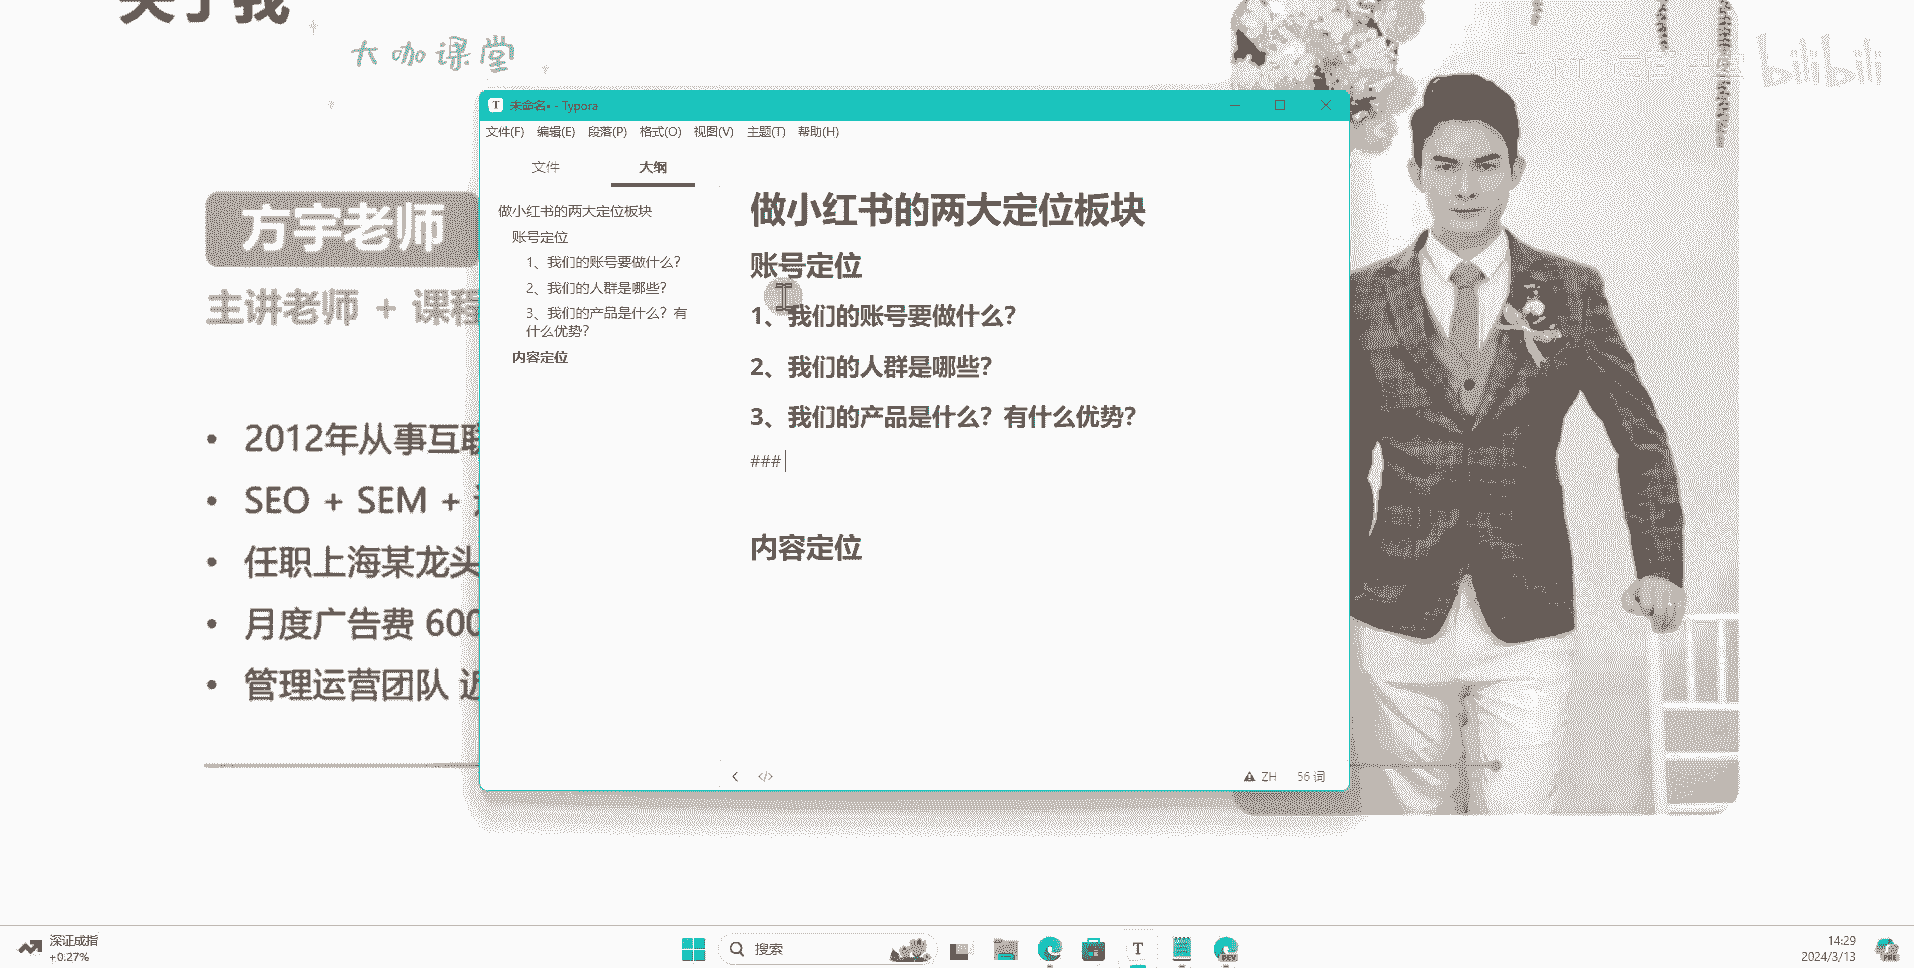 关于我
大咖课堂
bilibili
方宇老师
主讲老师 + 课程
• 2012年从事互联
• SEO + SEM +
• 任职上海某龙头
• 月度广告费 600
• 管理运营团队 近
未命名• - Typora
文件(F) 编辑(E) 段落(P) 格式(O) 视图(V) 主题(T) 帮助(H)
文件 大纲
做小红书的两大定位板块
账号定位
1、我们的账号要做什么?
2、我们的人群是哪些?
3、我们的产品是什么? 有
什么优势?
内容定位
做小红书的两大定位板块
账号定位
1、我们的账号要做什么?
2、我们的人群是哪些?
3、我们的产品是什么? 有什么优势?
###
内容定位
ZH 56 词
深证成指
+0.27%
搜索
T
DEV
14:29
2024/3/13
PRE